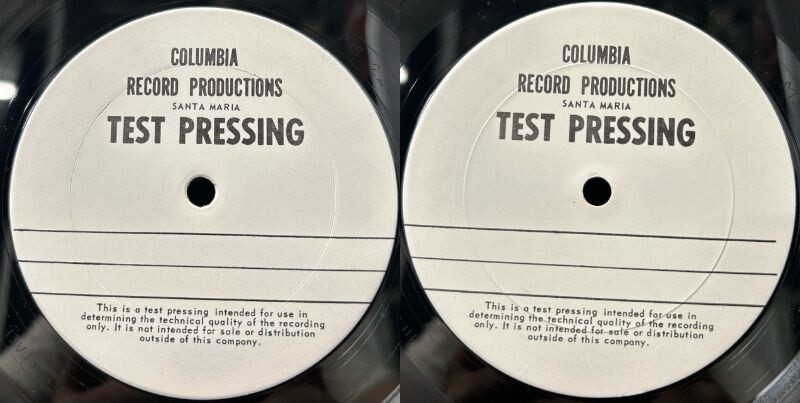 COLUMBIA
RECORD PRODUCTIONS
SANTA MARIA
TEST PRESSING
This is a test pressing intended for use in
determining the technical quality of the recording
only. It is not intended for sale or distribution
outside of this company.
COLUMBIA
RECORD PRODUCTIONS
SANTA MARIA
TEST PRESSING
This is a test pressing intended for use in
determining the technical quality of the recording
only. It is not intended for sale or distribution
outside of this company.